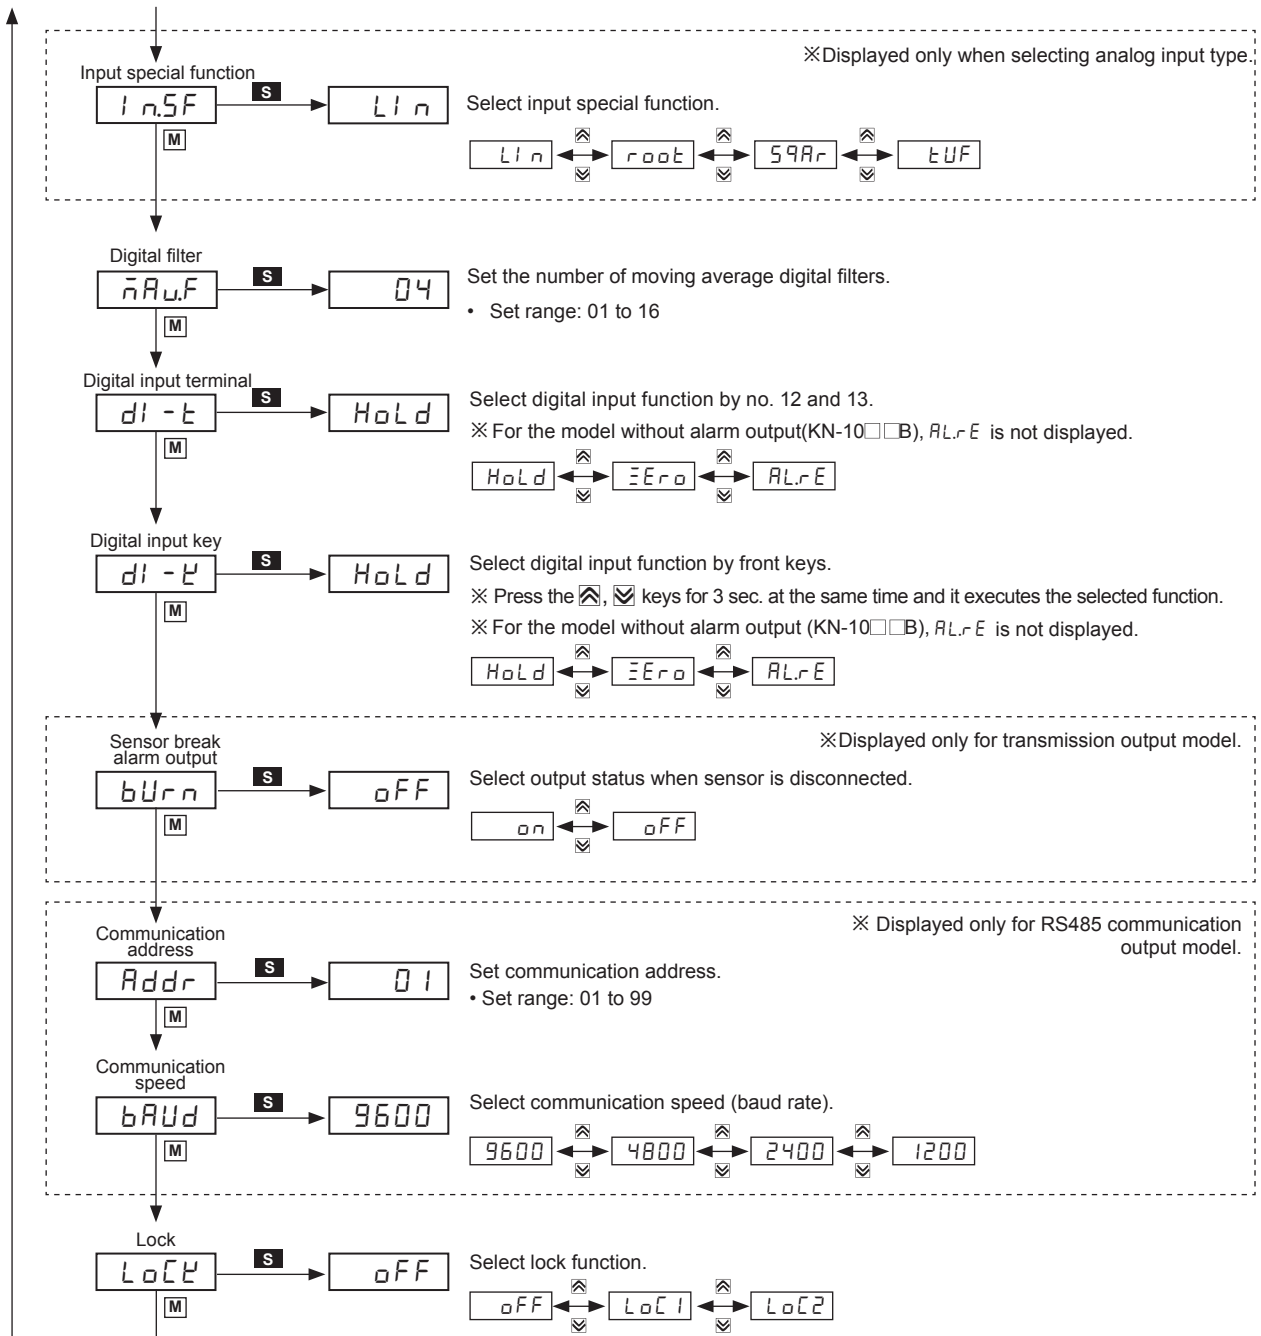 ※Displayed only when selecting analog input type.
Input special function
In.SF S LIn Select input special function.
M
LIn root SQAr tUF
Digital filter
MAv.F S 04 Set the number of moving average digital filters.
• Set range: 01 to 16
M
Digital input terminal
dI-t S HoLd Select digital input function by no. 12 and 13.
※For the model without alarm output(KN-10□□B), AL.rE is not displayed.
M
HoLd ZEro AL.rE
Digital input key
dI-K S HoLd Select digital input function by front keys.
※ Press the , keys for 3 sec. at the same time and it executes the selected function.
M
※For the model without alarm output (KN-10□□B), AL.rE is not displayed.
HoLd ZEro AL.rE
※Displayed only for transmission output model.
Sensor break
alarm output
bUrn S oFF Select output status when sensor is disconnected.
M
on oFF
※ Displayed only for RS485 communication
output model.
Communication
address
Addr S 01 Set communication address.
• Set range: 01 to 99
M
Communication
speed
bAUd S 9600 Select communication speed (baud rate).
M
9600 4800 2400 1200
Lock
LoCK S oFF Select lock function.
M
oFF LoC1 LoC2